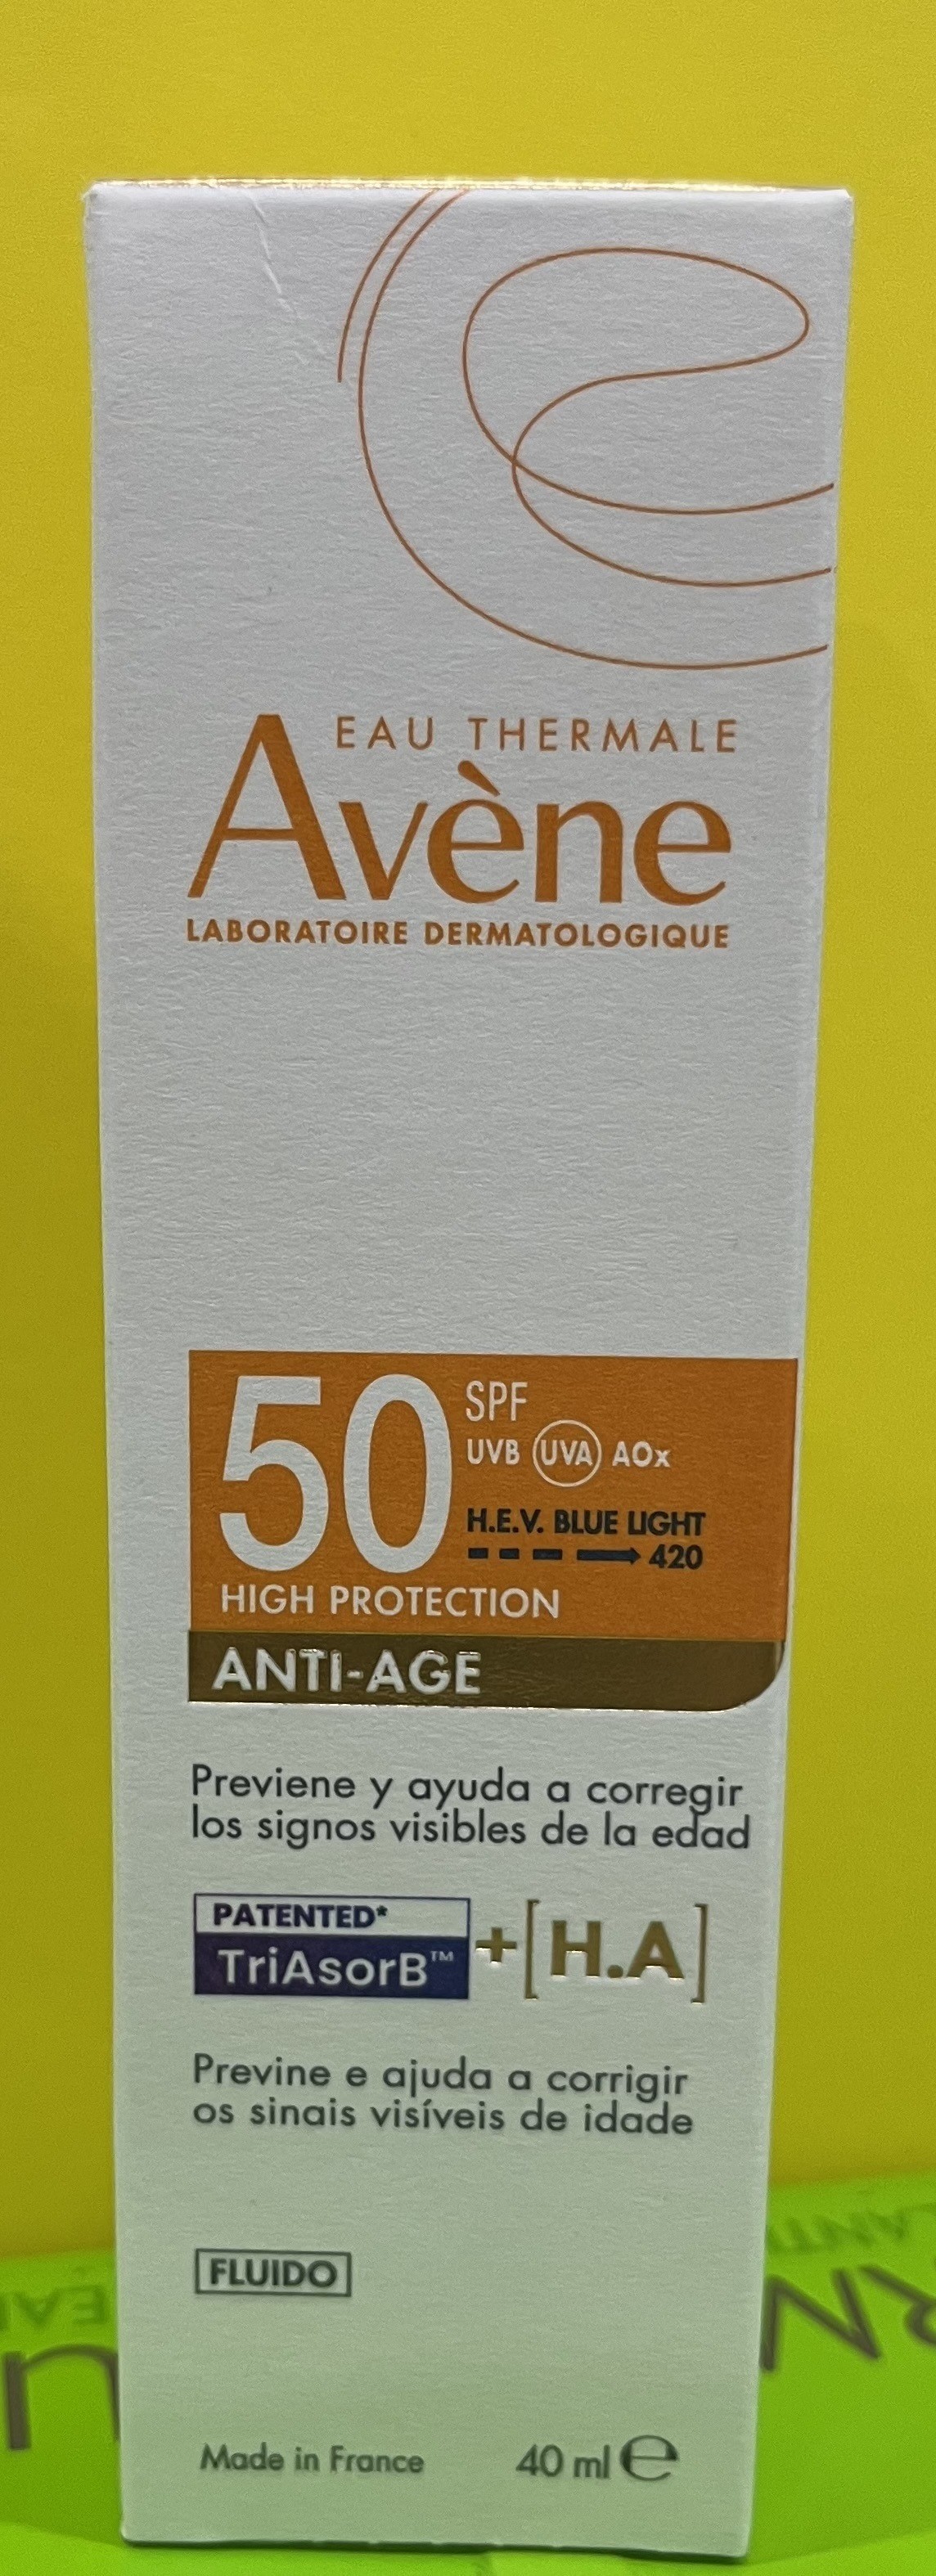 EAU THERMALE
Avène
LABORATOIRE DERMATOLOGIQUE
50 SPF
UVB UVA AOx
H.E.V. BLUE LIGHT
420
HIGH PROTECTION
ANTI-AGE
Previene y ayuda a corregir
los signos visibles de la edad
PATENTED*
TriAsorB™ + [H.A]
Previne e ajuda a corrigir
os sinais visíveis de idade
FLUIDO
Made in France 40 ml ℮